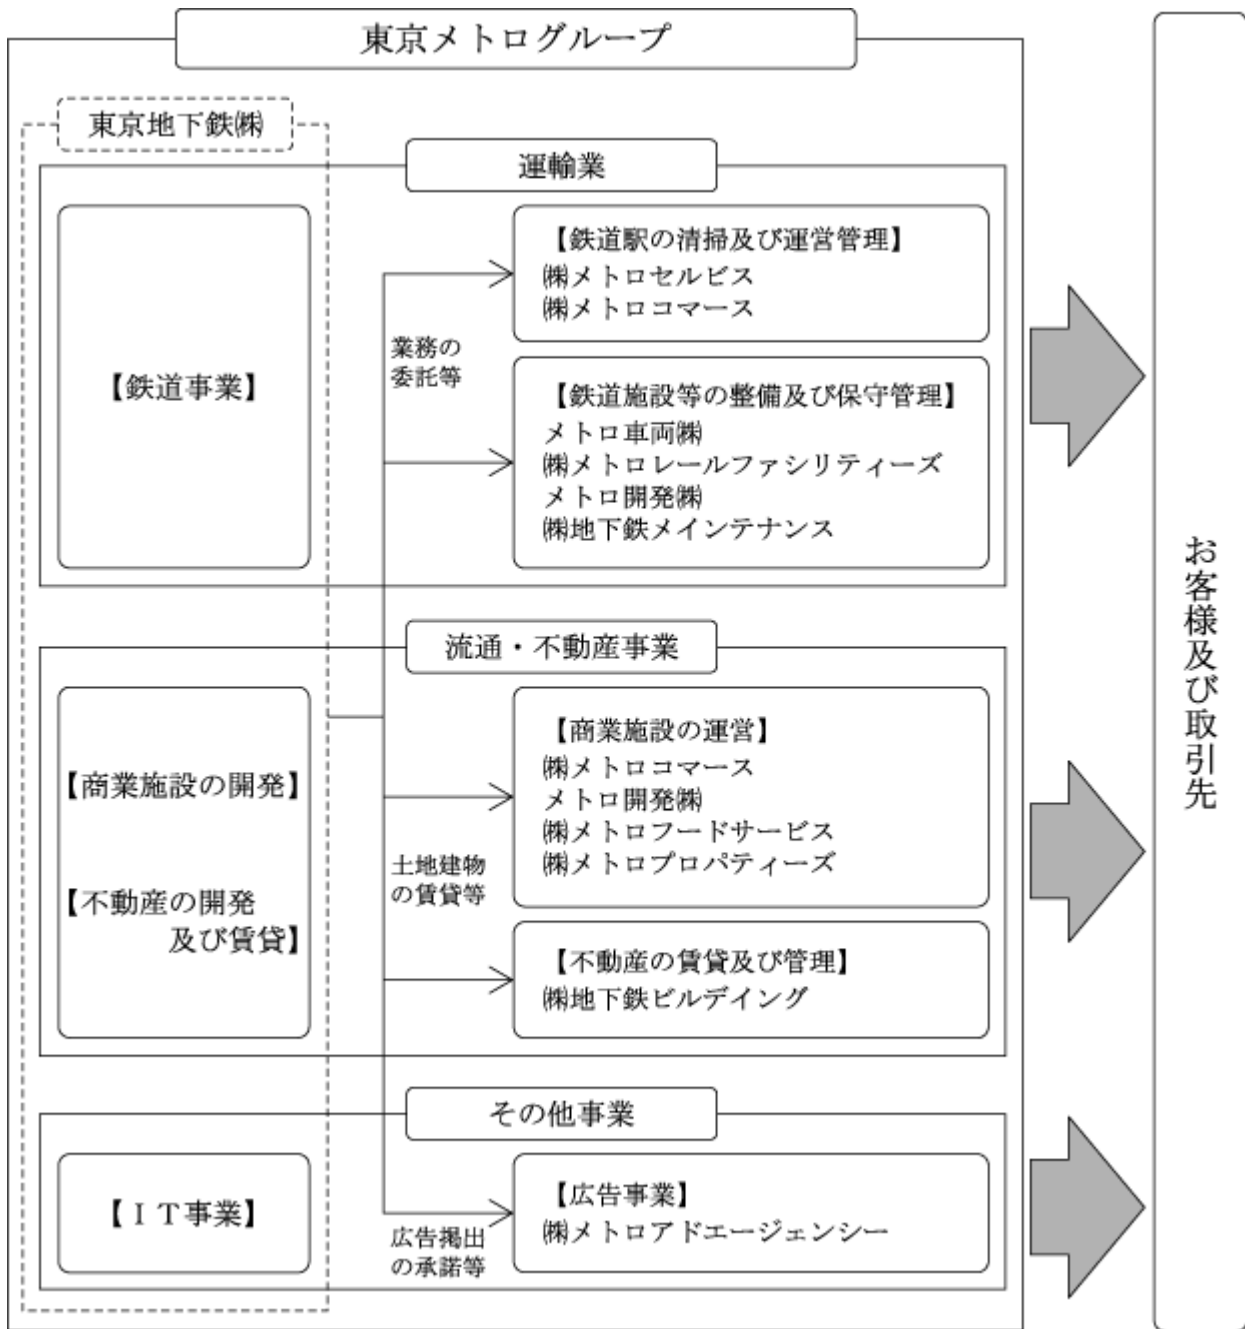 東京メトログループ
東京地下鉄㈱
運輸業
【鉄道事業】
業務の
委託等
【鉄道駅の清掃及び運営管理】
㈱メトロセルビス
㈱メトロコマース
【鉄道施設等の整備及び保守管理】
メトロ車両㈱
㈱メトロレールファシリティーズ
メトロ開発㈱
㈱地下鉄メインテナンス
流通・不動産事業
【商業施設の開発】
【不動産の開発
及び賃貸】
土地建物
の賃貸等
【商業施設の運営】
㈱メトロコマース
メトロ開発㈱
㈱メトロフードサービス
㈱メトロプロパティーズ
【不動産の賃貸及び管理】
㈱地下鉄ビルデイング
その他事業
【ＩＴ事業】
広告掲出
の承諾等
【広告事業】
㈱メトロアドエージェンシー
お客様及び取引先